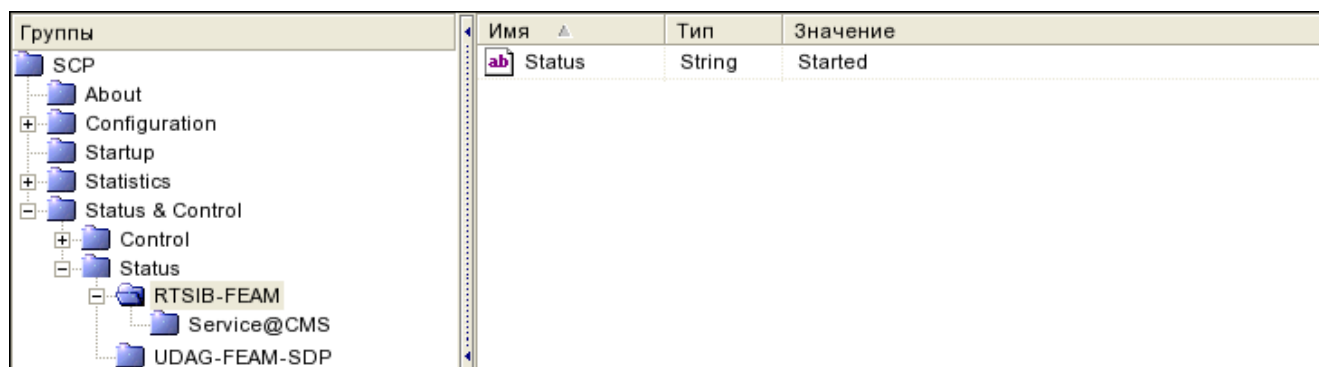 Группы
SCP
About
Configuration
Startup
Statistics
Status & Control
Control
Status
RTSIB-FEAM
Service@CMS
UDAG-FEAM-SDP
Имя Тип Значение
ab Status String Started